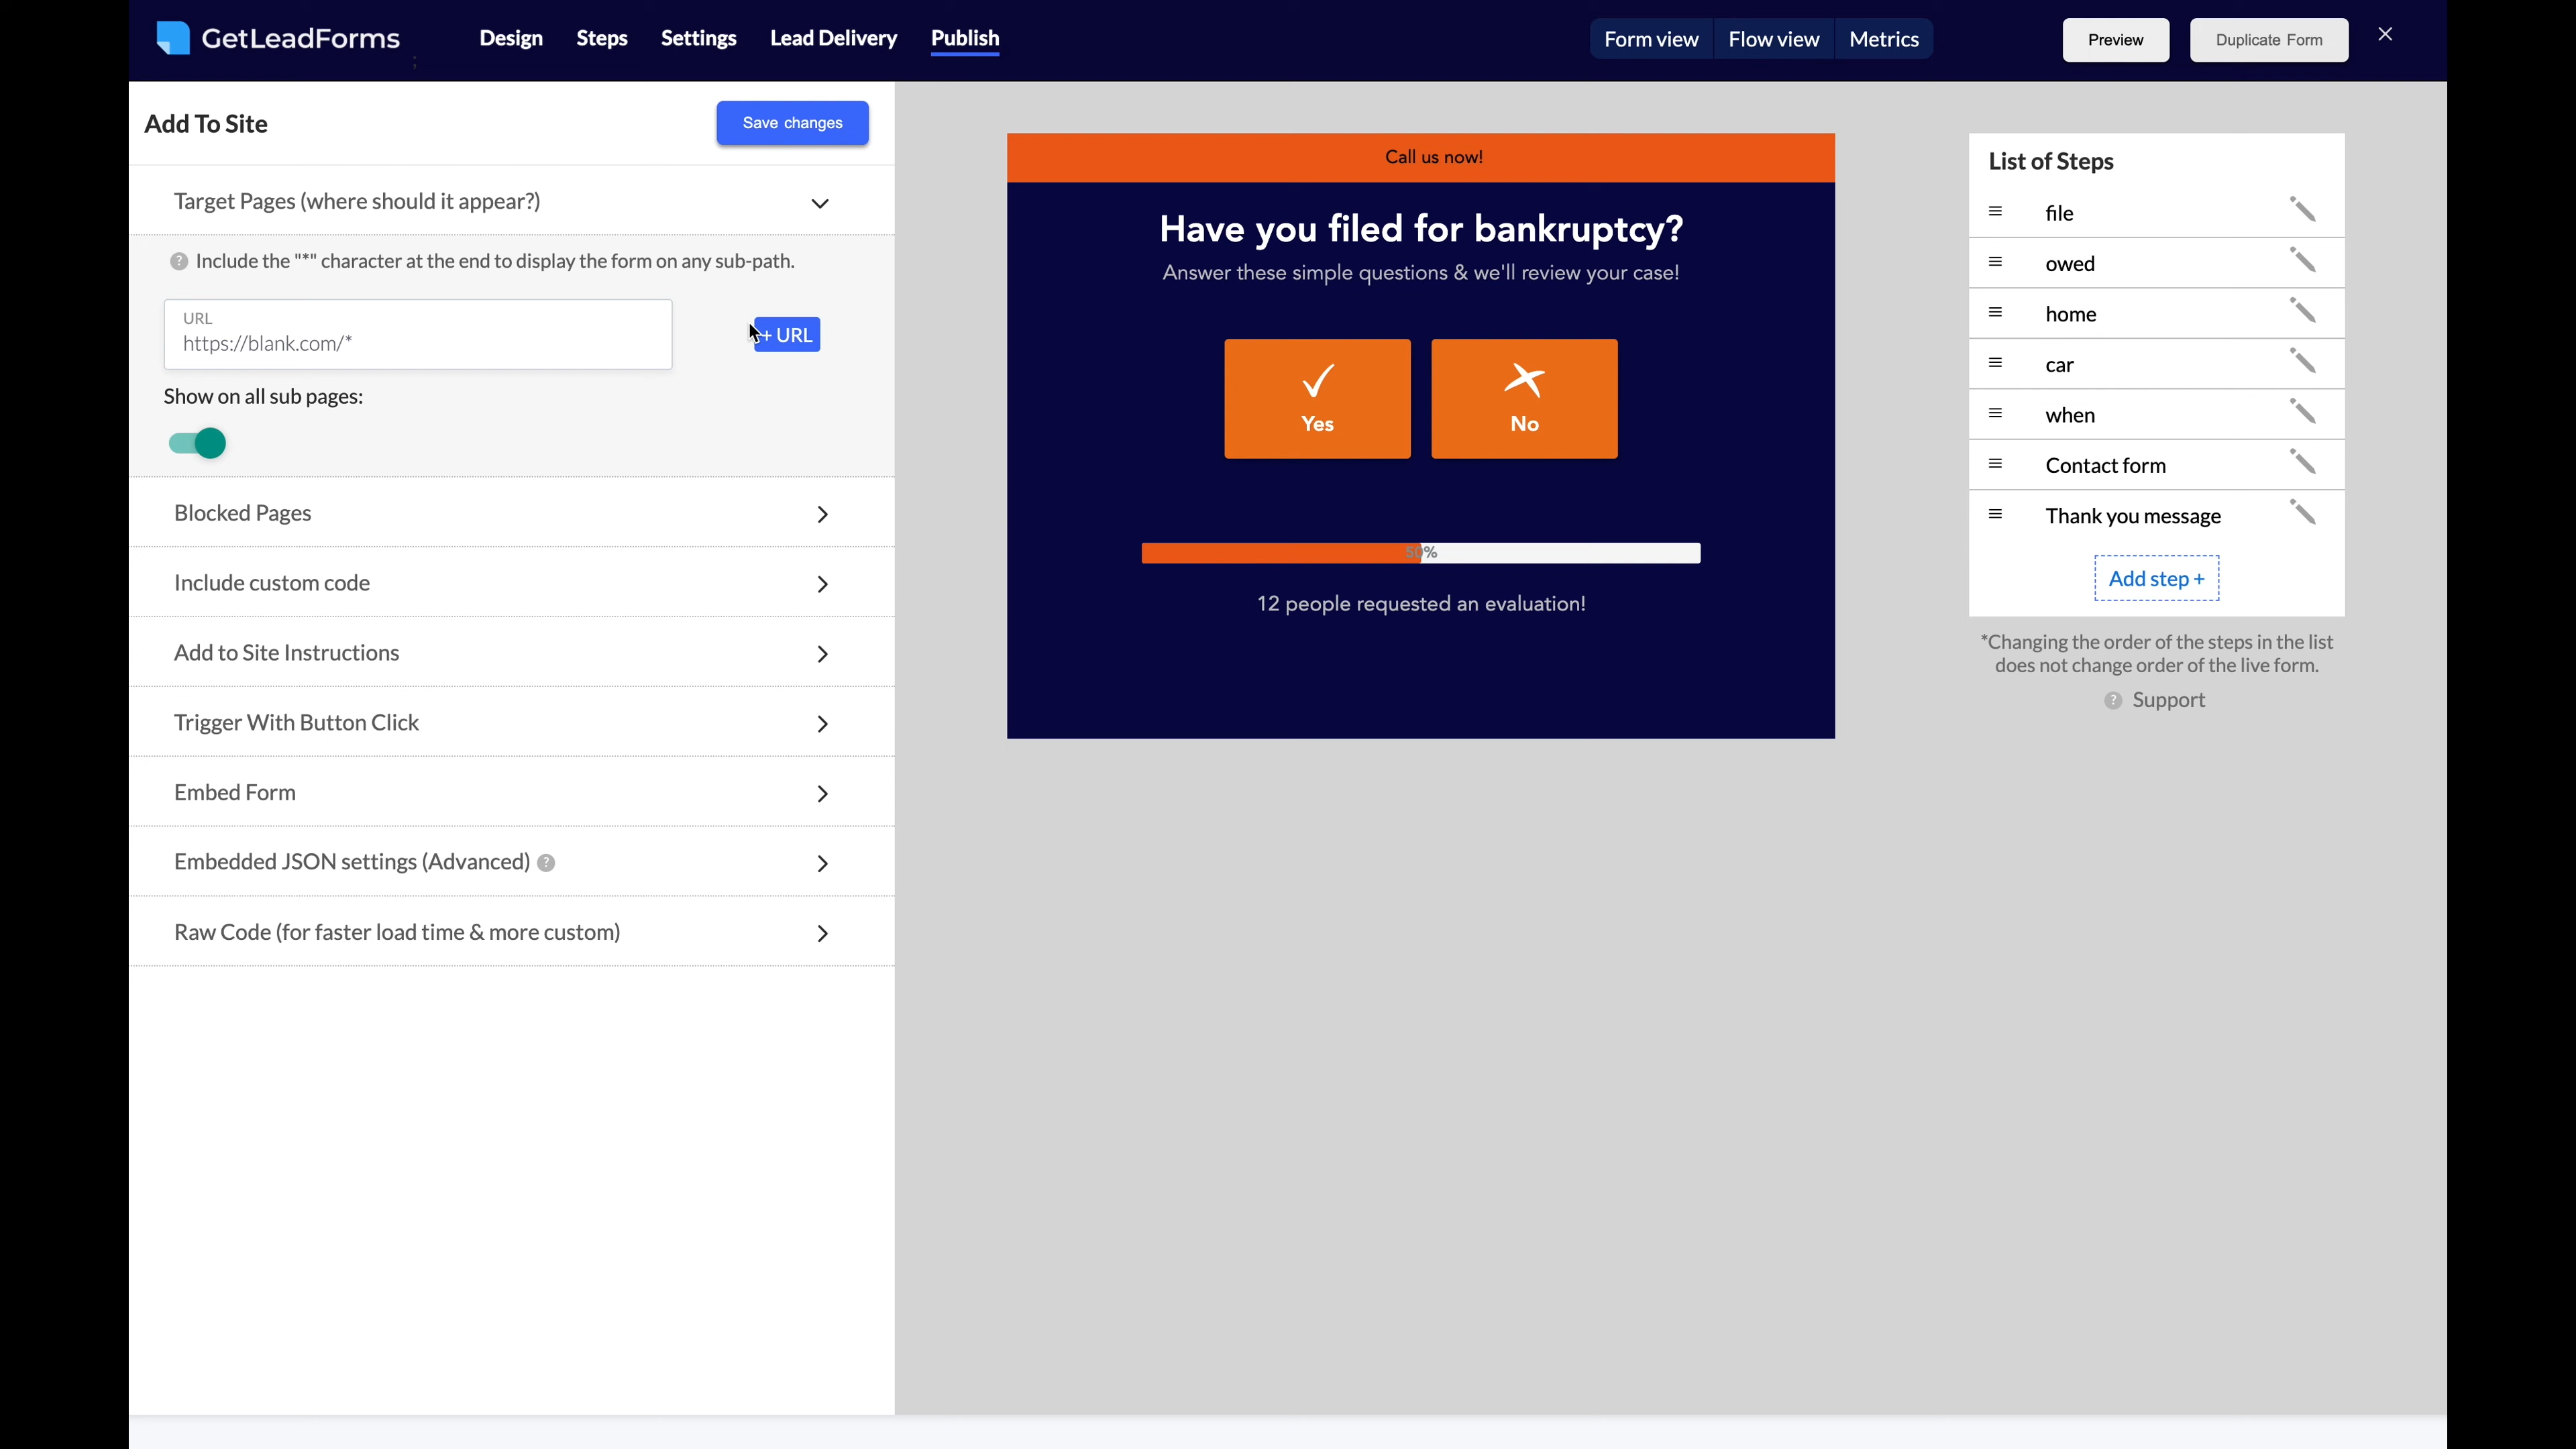 GetLeadForms
;
Design Steps Settings Lead Delivery Publish
Form view Flow view Metrics
Preview Duplicate Form
Add To Site
Save changes
Target Pages (where should it appear?)
? Include the "*" character at the end to display the form on any sub-path.
URL
https://blank.com/*
+ URL
Show on all sub pages:
Blocked Pages
Include custom code
Add to Site Instructions
Trigger With Button Click
Embed Form
Embedded JSON settings (Advanced) ?
Raw Code (for faster load time & more custom)
Call us now!
Have you filed for bankruptcy?
Answer these simple questions & we'll review your case!
Yes
No
50%
12 people requested an evaluation!
List of Steps
file
owed
home
car
when
Contact form
Thank you message
Add step +
*Changing the order of the steps in the list
does not change order of the live form.
? Support